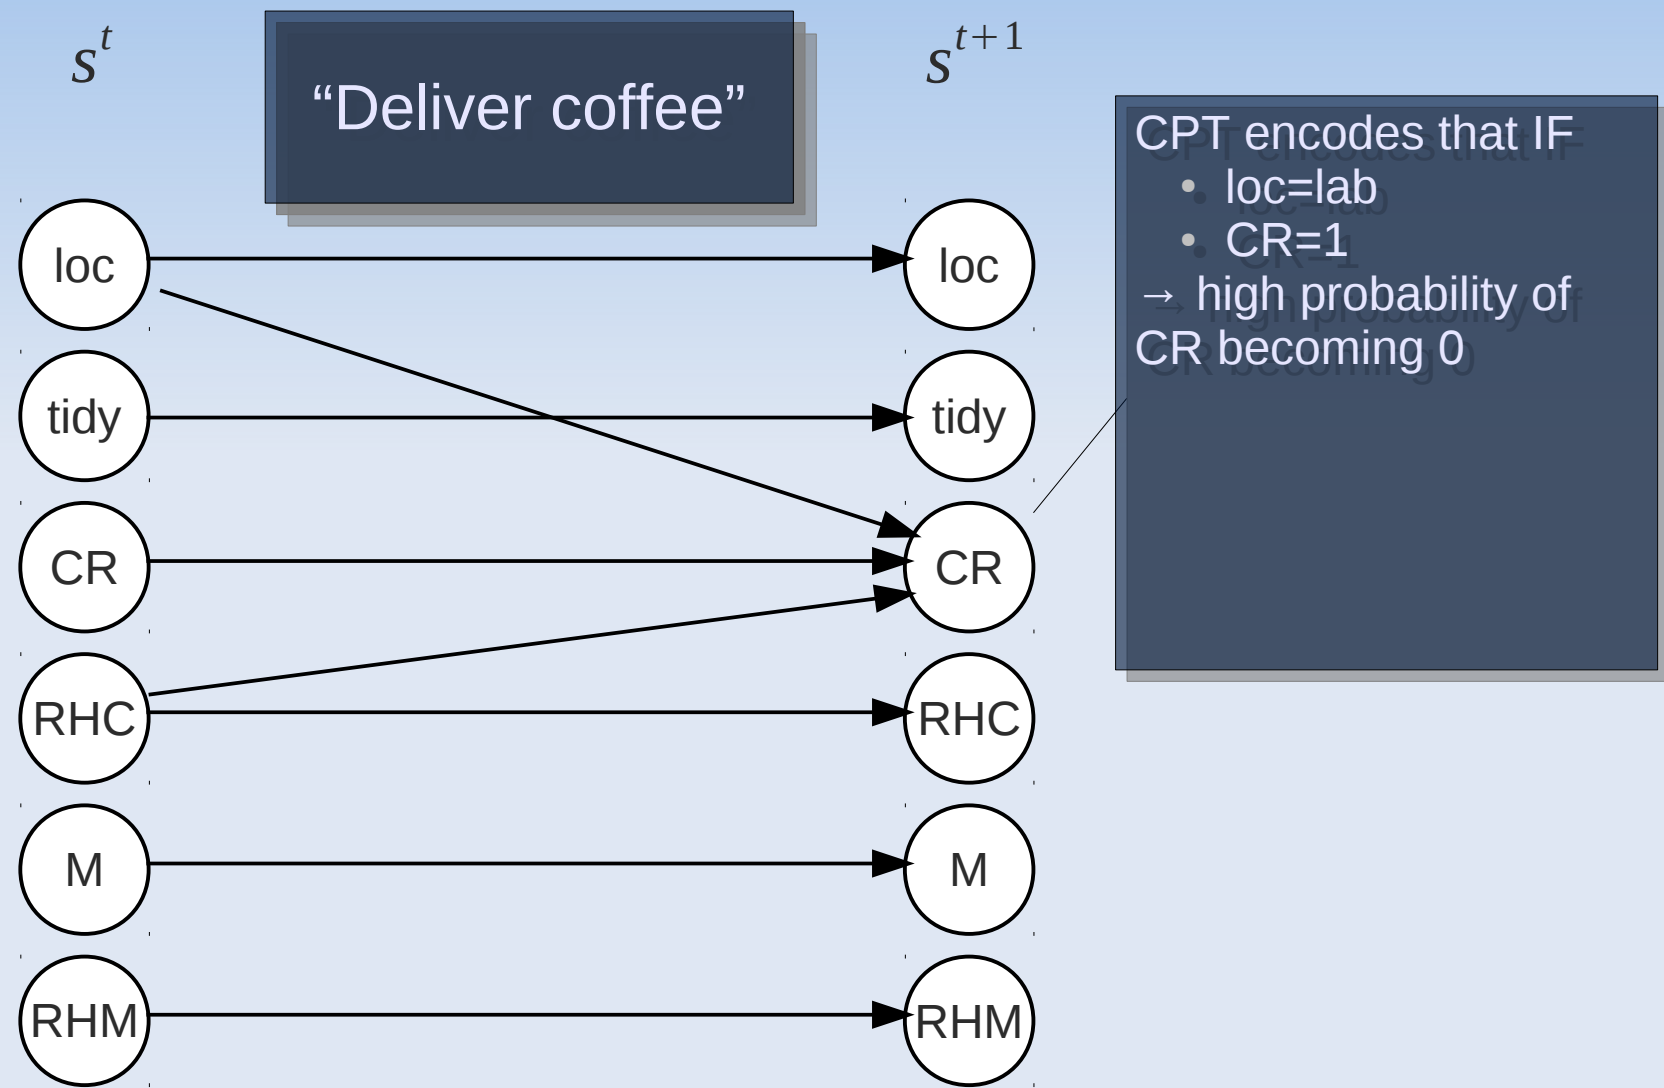 s^t
“Deliver coffee”
s^{t+1}
CPT encodes that IF
• loc=lab
• CR=1
→ high probability of
CR becoming 0
loc loc
tidy tidy
CR CR
RHC RHC
M M
RHM RHM